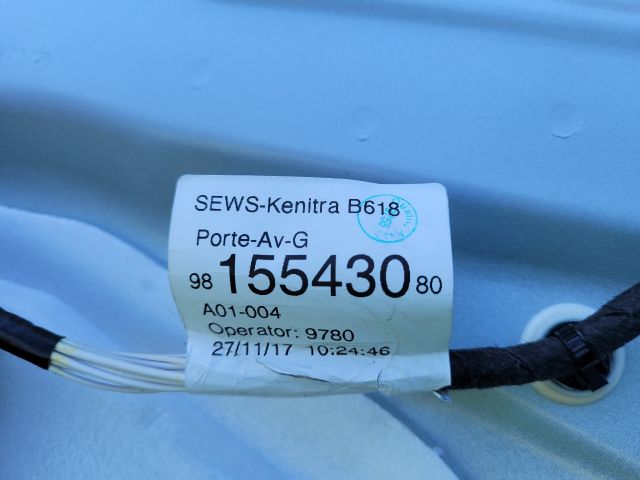 SEWS-Kenitra B618
Porte-Av-G
98 155430 80
A01-004
Operator: 9780
27/11/17 10:24:46